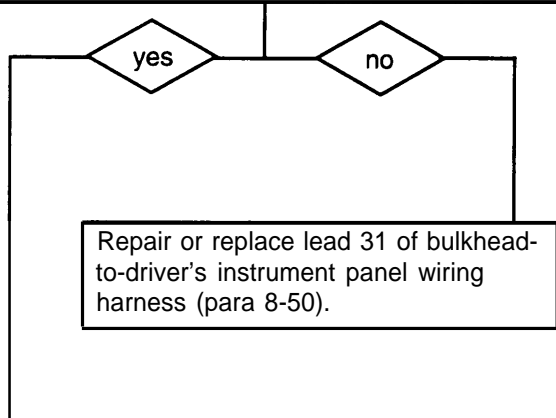 yes
no
Repair or replace lead 31 of bulkhead-
to-driver's instrument panel wiring
harness (para 8-50).